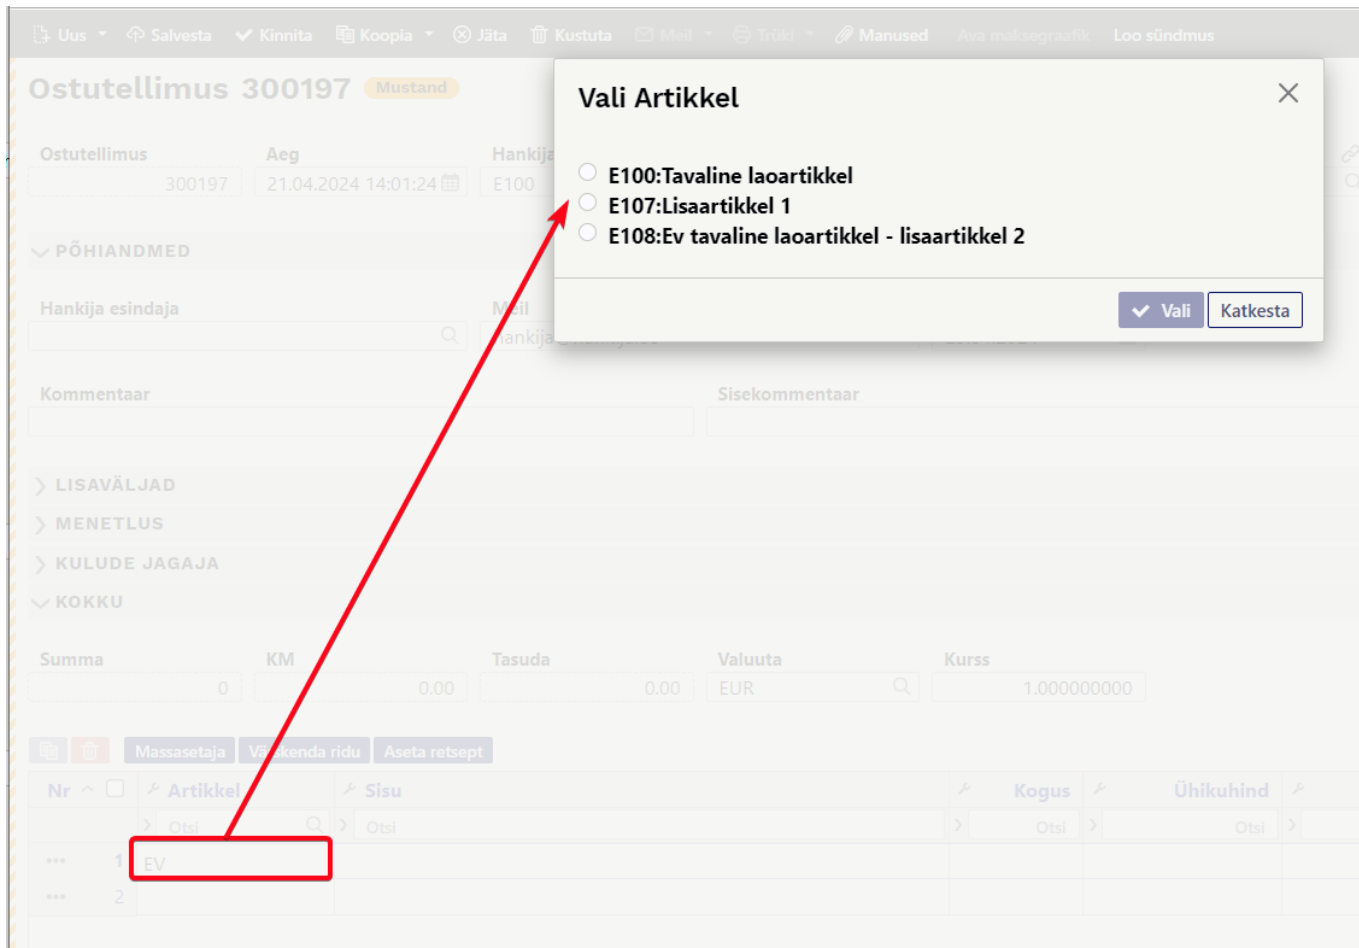 Uus Salvesta Kinnita Koopia Jäta Kustuta Meil Trüki Manused Ava maksegraafik Loo sündmus
Ostutellimus 300197 Mustand
Vali Artikkel
Ostutellimus Aeg Hankija
300197 21.04.2024 14:01:24 E100
E100:Tavaline laoartikkel
E107:Lisaartikkel 1
E108:Ev tavaline laoartikkel - lisaartikkel 2
PÕHIANDMED
Vali Katkesta
Hankija esindaja Meil
Kommentaar Sisekommentaar
LISAVÄLJAD
MENETLUS
KULUDE JAGAJA
KOKKU
Summa KM Tasuda Valuuta Kurss
0 0.00 0.00 EUR 1.000000000
Massasetaja Värskenda ridu Aseta retsept
Nr Artikkel Sisu Kogus Ühikuhind
Otsi Otsi Otsi Otsi
1 EV
2